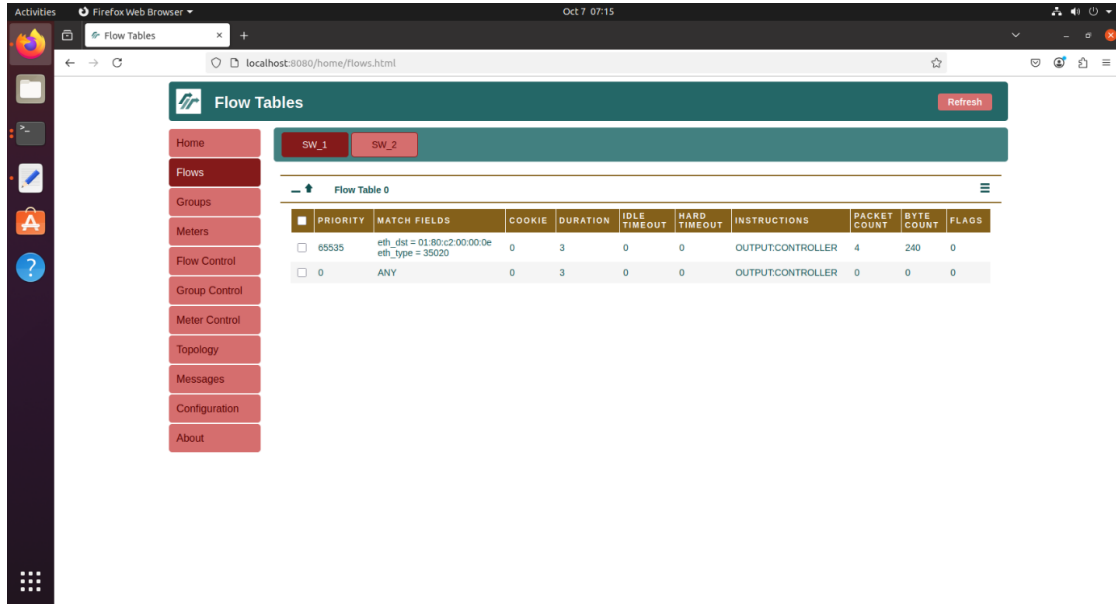 Activities Firefox Web Browser Oct 7 07:15
Flow Tables
localhost:8080/home/flows.html
Flow Tables Refresh
Home
Flows
Groups
Meters
Flow Control
Group Control
Meter Control
Topology
Messages
Configuration
About
SW_1 SW_2
Flow Table 0
PRIORITY MATCH FIELDS COOKIE DURATION IDLE TIMEOUT HARD TIMEOUT INSTRUCTIONS PACKET COUNT BYTE COUNT FLAGS
65535 eth_dst = 01:80:c2:00:00:0e eth_type = 35020 0 3 0 0 OUTPUT:CONTROLLER 4 240 0
0 ANY 0 3 0 0 OUTPUT:CONTROLLER 0 0 0